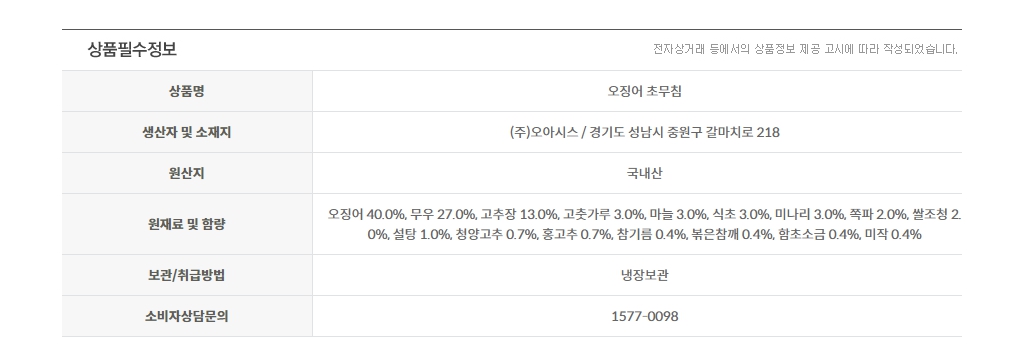 상품필수정보
전자상거래 등에서의 상품정보 제공 고시에 따라 작성되었습니다.
상품명
오징어 초무침
생산자 및 소재지
(주)오아시스 / 경기도 성남시 중원구 갈마치로 218
원산지
국내산
원재료 및 함량
오징어 40.0%, 무우 27.0%, 고추장 13.0%, 고춧가루 3.0%, 마늘 3.0%, 식초 3.0%, 미나리 3.0%, 쪽파 2.0%, 쌀조청 2.
0%, 설탕 1.0%, 청양고추 0.7%, 홍고추 0.7%, 참기름 0.4%, 볶은참깨 0.4%, 함초소금 0.4%, 미작 0.4%
보관/취급방법
냉장보관
소비자상담문의
1577-0098